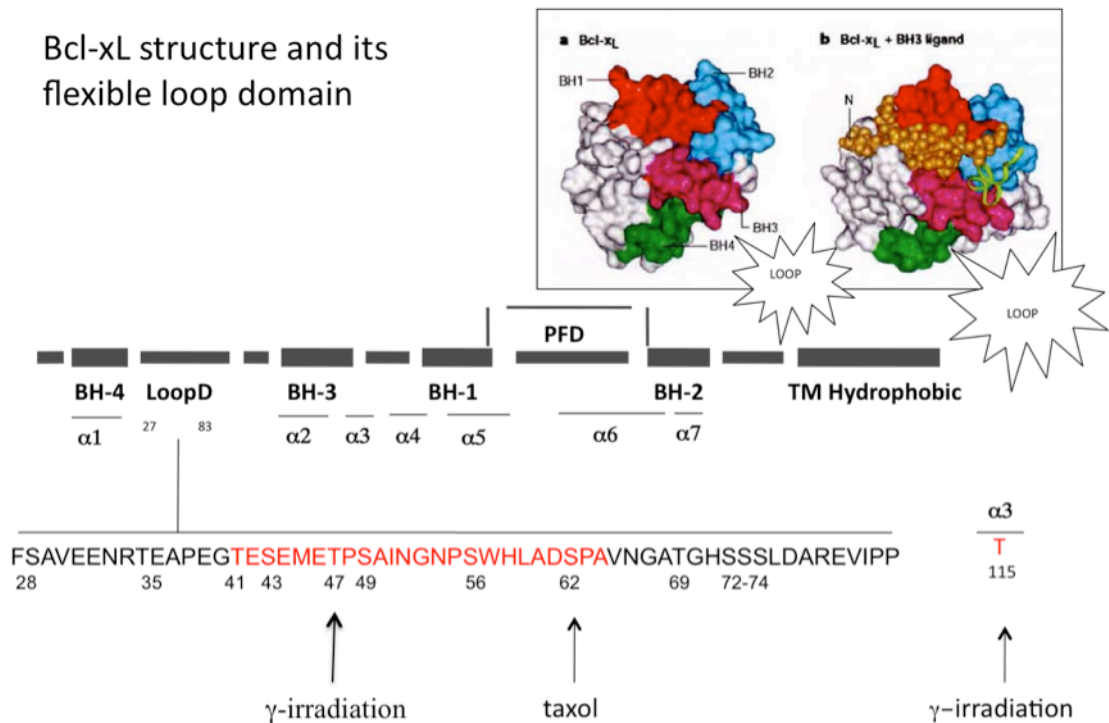 Bcl-xL structure and its
flexible loop domain
a Bcl-xL
b Bcl-xL + BH3 ligand
BH1
BH2
N
BH3
BH4
LOOP
LOOP
PFD
BH-4 LoopD BH-3 BH-1 BH-2 TM Hydrophobic
27 83
α1 α2 α3 α4 α5 α6 α7
α3
FSAVEENRTEAPEGTESEMETPSAINGNPSWHLADSPAVNGATGHSSSLDAREVIPP T
28 35 41 43 47 49 56 62 69 72-74 115
γ-irradiation taxol γ-irradiation